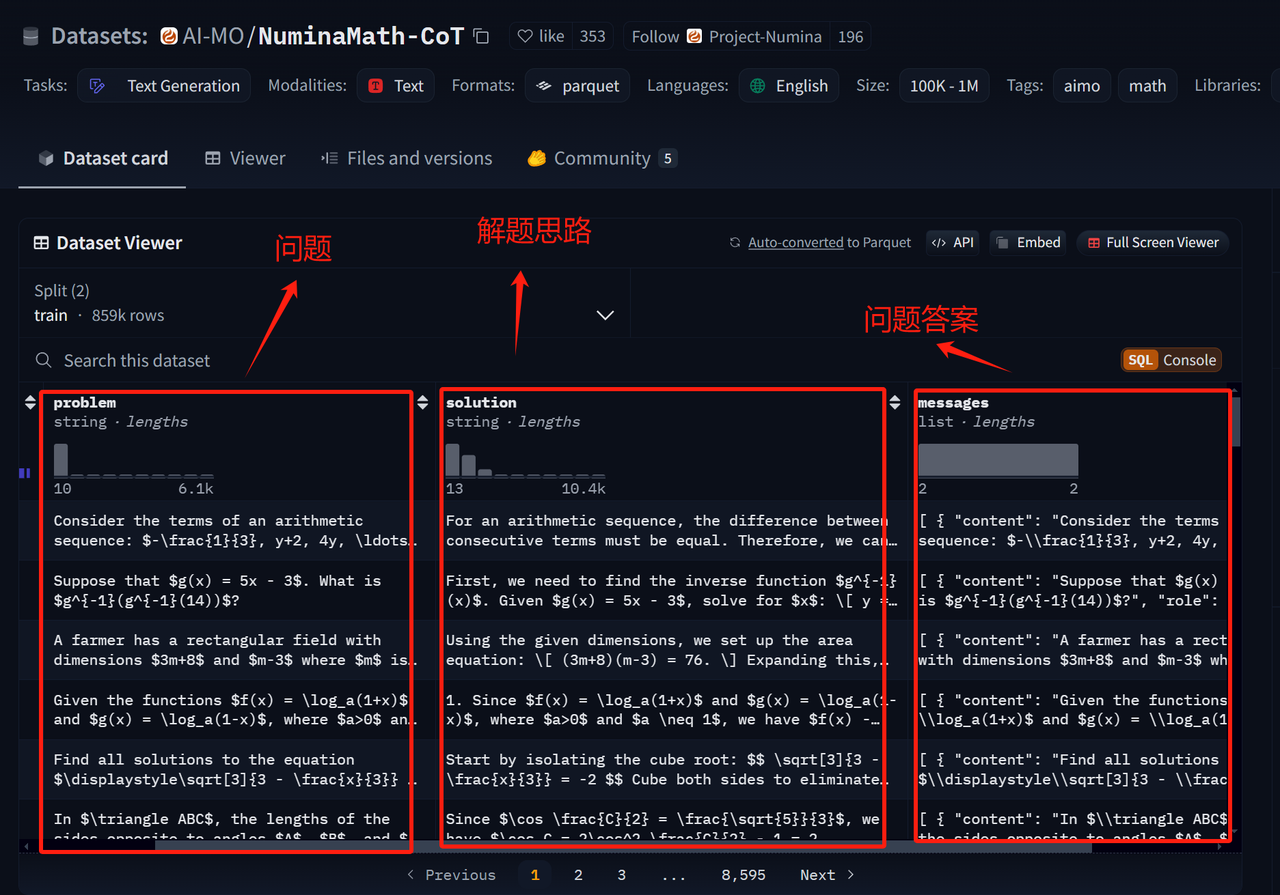 Datasets: AI-MO/NuminaMath-CoT like 353 Follow Project-Numina 196
Tasks: Text Generation Modalities: Text Formats: parquet Languages: English Size: 100K - 1M Tags: aimo math Libraries:
Dataset card Viewer Files and versions Community 5
问题 解题思路
Dataset Viewer Auto-converted to Parquet API Embed Full Screen Viewer
Split (2)
train · 859k rows
问题答案
Search this dataset SQL Console
problem solution messages
string · lengths string · lengths list · lengths
10 6.1k 13 10.4k 2 2
Consider the terms of an arithmetic For an arithmetic sequence, the difference between [ { "content": "Consider the terms
sequence: $-\frac{1}{3}, y+2, 4y, \ldots… consecutive terms must be equal. Therefore, we can… sequence: $-\\frac{1}{3}, y+2, 4y,
Suppose that $g(x) = 5x - 3$. What is First, we need to find the inverse function $g^{-1} [ { "content": "Suppose that $g(x)
$g^{-1}(g^{-1}(14))$? (x)$. Given $g(x) = 5x - 3$, solve for $x$: \[ y =… is $g^{-1}(g^{-1}(14))$?", "role":
A farmer has a rectangular field with Using the given dimensions, we set up the area [ { "content": "A farmer has a rect
dimensions $3m+8$ and $m-3$ where $m$ is… equation: \[ (3m+8)(m-3) = 76. \] Expanding this,… with dimensions $3m+8$ and $m-3$ wh
Given the functions $f(x) = \log_a(1+x)$ 1. Since $f(x) = \log_a(1+x)$ and $g(x) = \log_a(1- [ { "content": "Given the functions
and $g(x) = \log_a(1-x)$, where $a>0$ an… x)$, where $a>0$ and $a \neq 1$, we have $f(x) -… \\log_a(1+x)$ and $g(x) = \\log_a(1
Find all solutions to the equation Start by isolating the cube root: $$ \sqrt[3]{3 - [ { "content": "Find all solutions
$\displaystyle\sqrt[3]{3 - \frac{x}{3}} … \frac{x}{3}} = -2 $$ Cube both sides to eliminate… $\\displaystyle\\sqrt[3]{3 - \\frac
In $\triangle ABC$, the lengths of the Since $\cos \frac{C}{2} = \frac{\sqrt{5}}{3}$, we [ { "content": "In $\\triangle ABC$
sides opposite to angles $A$, $B$, and $ have $\cos C = 2\cos^2 \frac{C}{2} - 1 = 2 the sides opposite to angles $A$, $
Previous 1 2 3 ... 8,595 Next